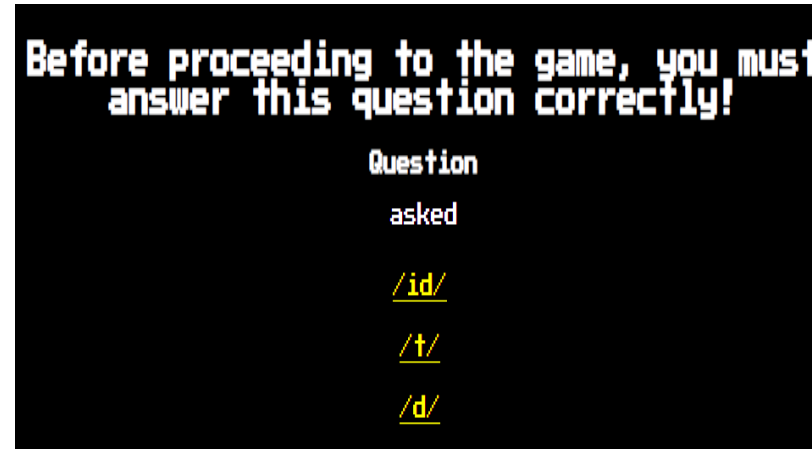 Before proceeding to the game, you must
answer this question correctly!
Question
asked
/id/
/t/
/d/